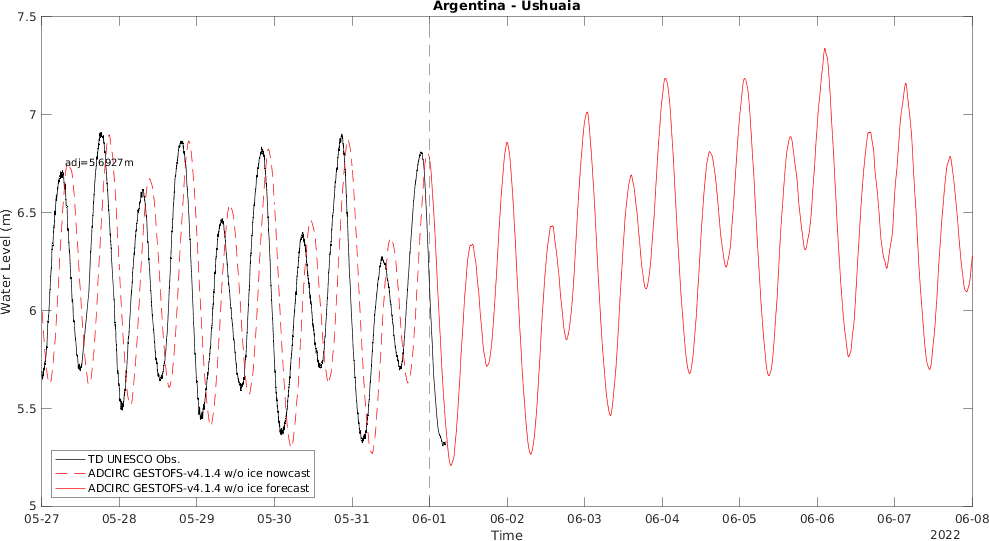 Argentina - Ushuaia
7.5
7
6.5
6
5.5
5
Water Level (m)
adj=5.6927m
TD UNESCO Obs.
ADCIRC GESTOFS-v4.1.4 w/o ice nowcast
ADCIRC GESTOFS-v4.1.4 w/o ice forecast
05-27 05-28 05-29 05-30 05-31 06-01 06-02 06-03 06-04 06-05 06-06 06-07 06-08
Time
2022